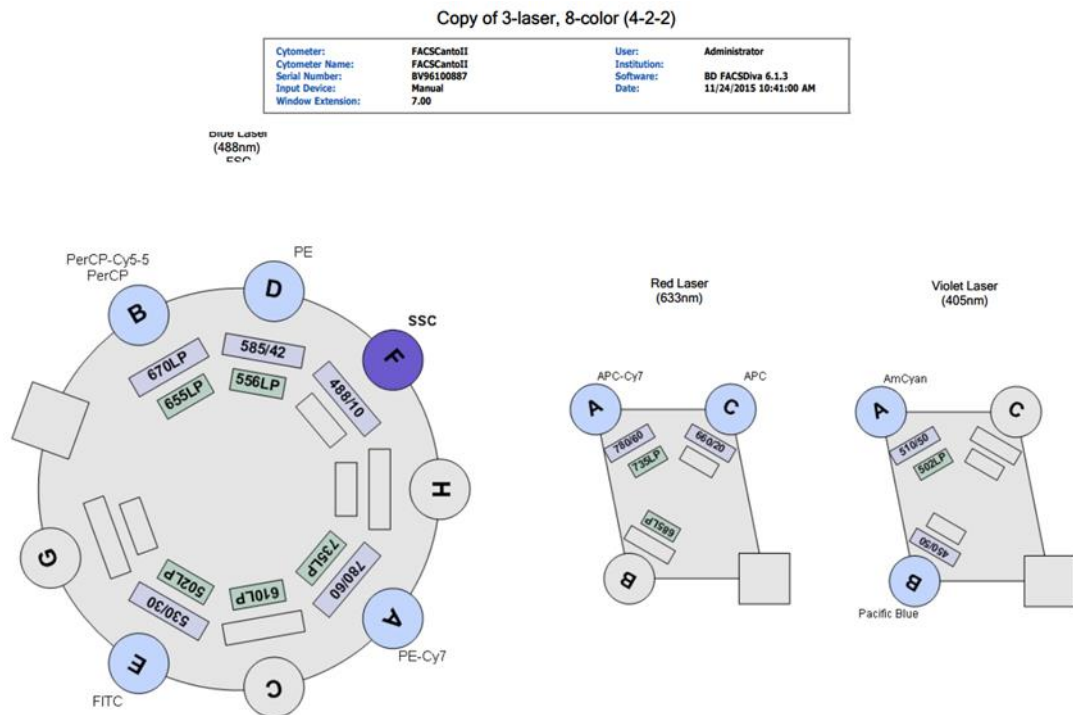 Copy of 3-laser, 8-color (4-2-2)
Cytometer: FACSCantoII User: Administrator
Cytometer Name: FACSCantoII Institution:
Serial Number: BV96100887 Software: BD FACSDiva 6.1.3
Input Device: Manual Date: 11/24/2015 10:41:00 AM
Window Extension: 7.00
Blue Laser
(488nm)
FSC
PE
PerCP-Cy5-5
PerCP
D
B
SSC
F
585/42
670LP
556LP
655LP
488/10
H
G
735LP
780/60
502LP
610LP
530/30
A
PE-Cy7
E
FITC
C
Red Laser
(633nm)
APC-Cy7
APC
A
C
780/60
660/20
735LP
685LP
B
Violet Laser
(405nm)
AmCyan
A
C
510/50
502LP
450/50
B
Pacific Blue